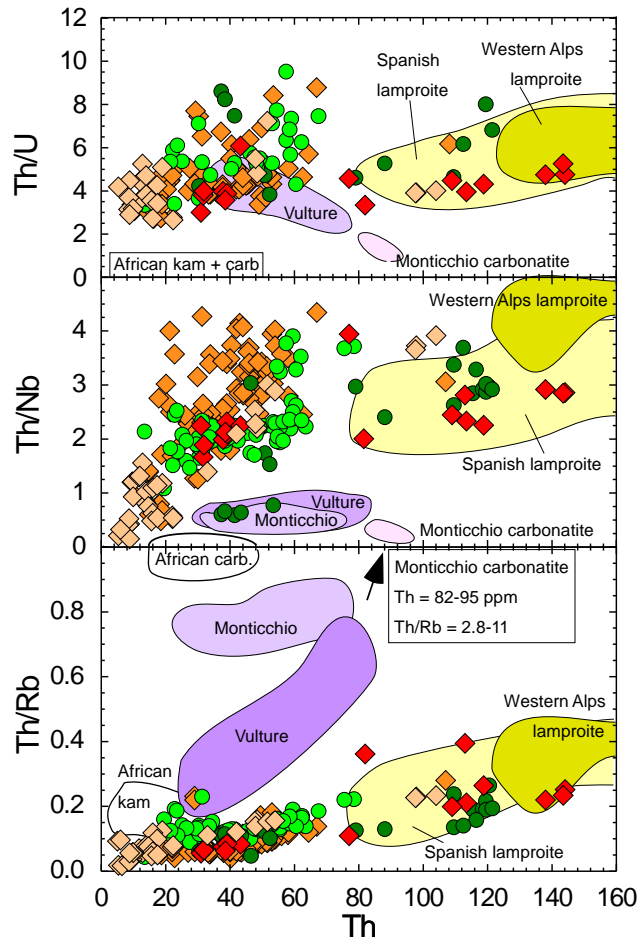 12
10
8
6
4
2
0
Th/U
Spanish
lamproite
Western Alps
lamproite
Vulture
African kam + carb
Monticchio carbonatite
4
3
2
1
0
Th/Nb
Western Alps lamproite
Spanish lamproite
Vulture
Monticchio
Monticchio carbonatite
African carb.
Monticchio carbonatite
Th = 82-95 ppm
Th/Rb = 2.8-11
0.8
0.6
0.4
0.2
0.0
Th/Rb
Monticchio
Vulture
African
kam
Western Alps
lamproite
Spanish lamproite
0 20 40 60 80 100 120 140 160
Th